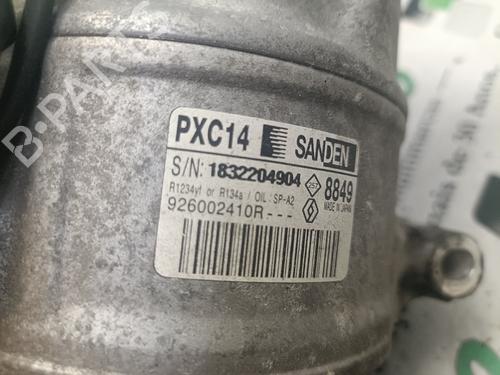 PXC14 SANDEN
S/N: 1832204904 8849
R1234yf or R134a / OIL: SP-A2 MADE IN JAPAN
926002410R---
B-PARTS